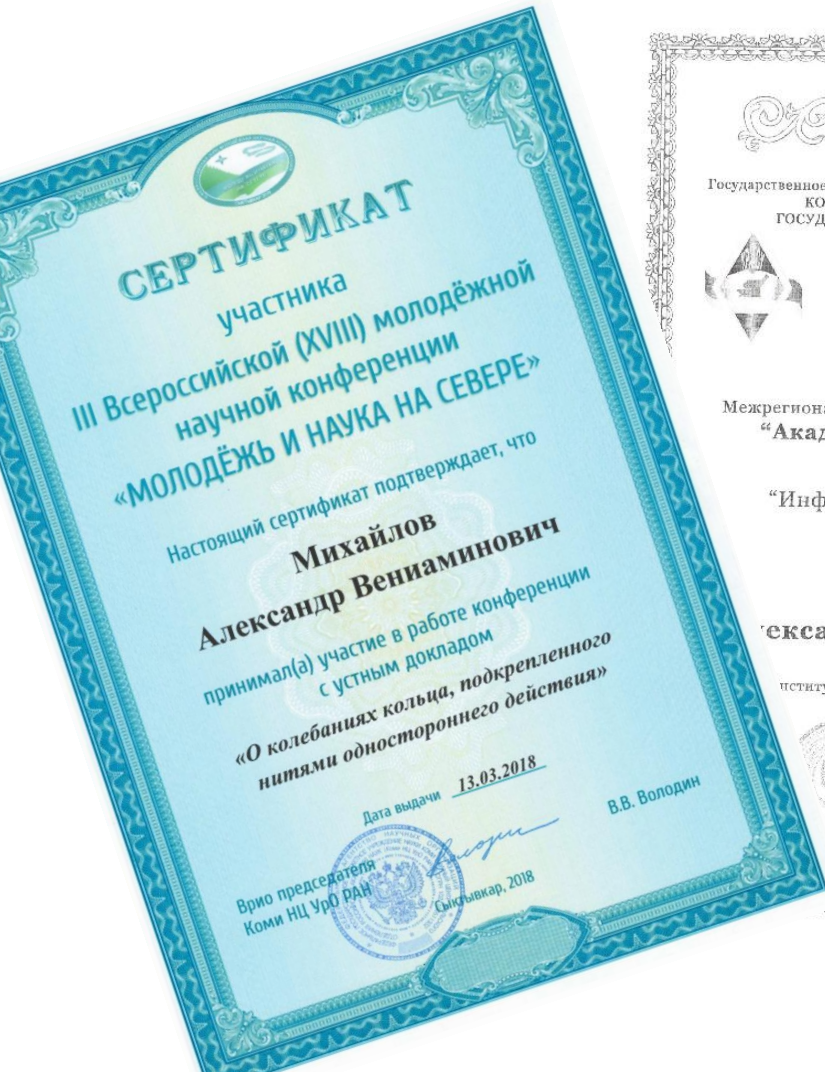 СЕРТИФИКАТ
участника
III Всероссийской (XVIII) молодёжной
научной конференции
«МОЛОДЁЖЬ И НАУКА НА СЕВЕРЕ»
Настоящий сертификат подтверждает, что
Михайлов
Александр Вениаминович
принимал(а) участие в работе конференции
с устным докладом
«О колебаниях кольца, подкрепленного
нитями одностороннего действия»
Дата выдачи 13.03.2018
Врио председателя
Коми НЦ УрО РАН
В.В. Володин
Сыктывкар, 2018
Государственное
КО
ГОСУД
Межрегиона
“Акад
“Инф
екса
нститу